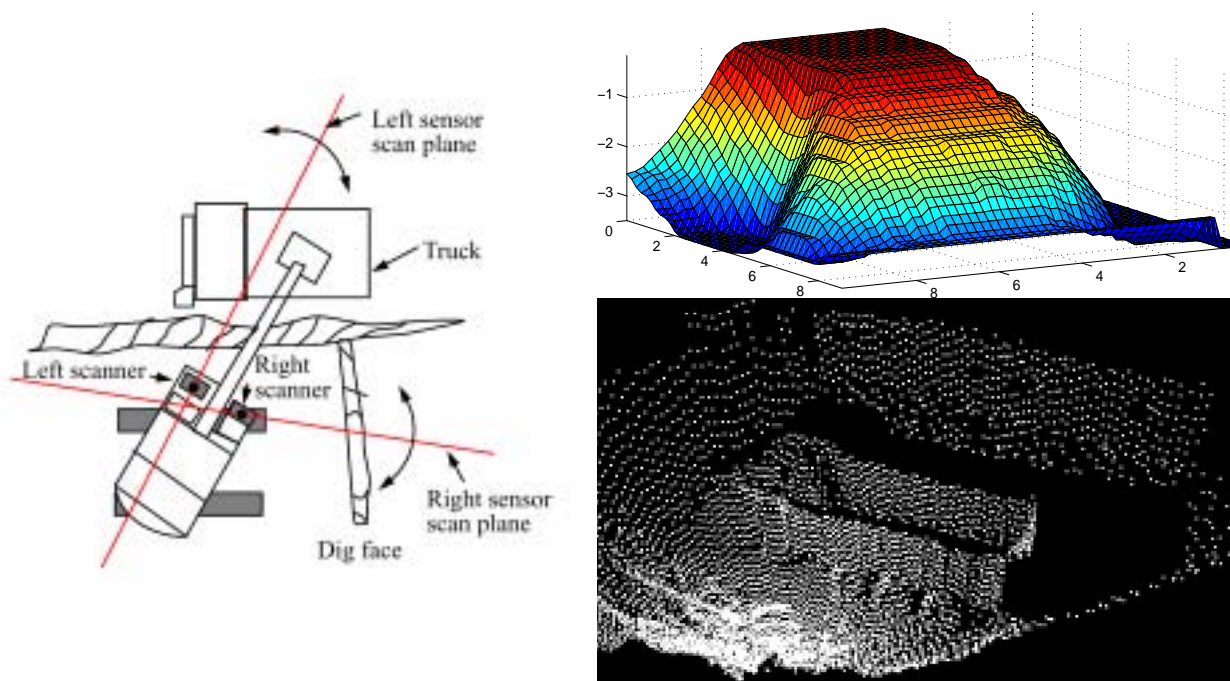 Left sensor
scan plane
Truck
Left scanner
Right
scanner
Right sensor
scan plane
Dig face
−1
−2
−3
0
2
4
6
8
8
6
4
2